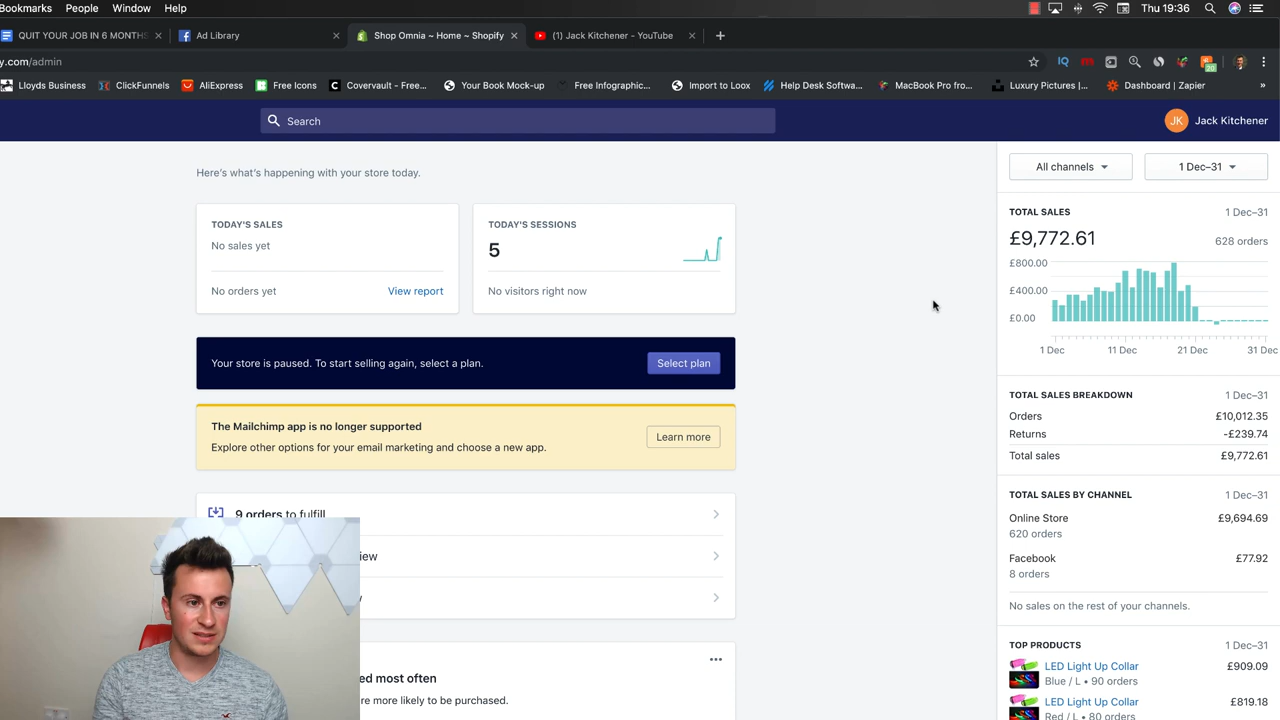 Bookmarks People Window Help Thu 19:36
QUIT YOUR JOB IN 6 MONTHS Ad Library Shop Omnia ~ Home ~ Shopify (1) Jack Kitchener - YouTube
y.com/admin
20
Lloyds Business ClickFunnels AliExpress Free Icons Covervault - Free... Your Book Mock-up Free Infographic... Import to Loox Help Desk Softwa... MacBook Pro fro... Luxury Pictures |... Dashboard | Zapier »
Search
JK Jack Kitchener
Here's what's happening with your store today.
All channels 1 Dec–31
TODAY'S SALES
No sales yet
No orders yet View report
TODAY'S SESSIONS
5
No visitors right now
Your store is paused. To start selling again, select a plan. Select plan
The Mailchimp app is no longer supported
Explore other options for your email marketing and choose a new app.
Learn more
9 orders to fulfill
iew
ed most often
re more likely to be purchased.
TOTAL SALES 1 Dec–31
£9,772.61 628 orders
£800.00
£400.00
£0.00
1 Dec 11 Dec 21 Dec 31 Dec
TOTAL SALES BREAKDOWN 1 Dec–31
Orders £10,012.35
Returns -£239.74
Total sales £9,772.61
TOTAL SALES BY CHANNEL 1 Dec–31
Online Store £9,694.69
620 orders
Facebook £77.92
8 orders
No sales on the rest of your channels.
TOP PRODUCTS 1 Dec–31
LED Light Up Collar £909.09
Blue / L • 90 orders
LED Light Up Collar £819.18
Red / L • 80 orders